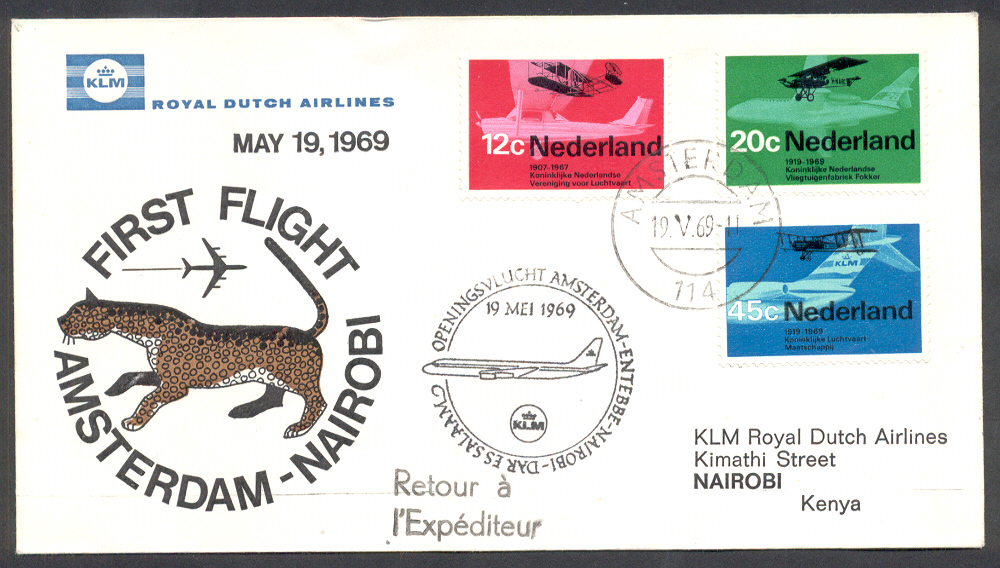 KLM
ROYAL DUTCH AIRLINES
MAY 19, 1969
FIRST FLIGHT
AMSTERDAM - NAIROBI
12c Nederland
1907-1967
Koninklijke Nederlandse
Vereniging voor Luchtvaart
20c Nederland
1919-1969
Koninklijke Nederlandse
Vliegtuigenfabriek Fokker
AMSTERDAM
19.V.69-11
114
KLM
45c Nederland
1919-1969
Koninklijke Luchtvaart
Maatschappij
OPENINGSVLUCHT AMSTERDAM-ENTEBBE-NAIROBI-DAR ES SALAAM
19 MEI 1969
KLM
Retour à
l'Expéditeur
KLM Royal Dutch Airlines
Kimathi Street
NAIROBI
Kenya